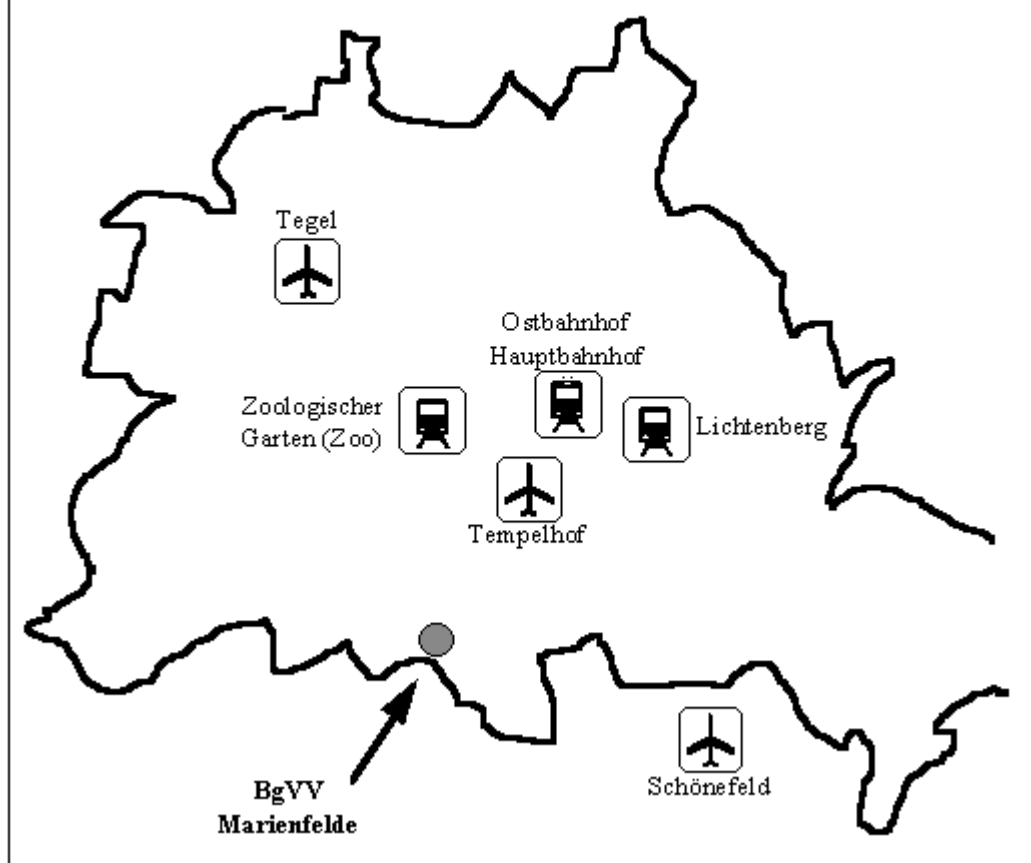 Tegel
Ostbahnhof
Hauptbahnhof
Zoologischer
Garten (Zoo)
Lichtenberg
Tempelhof
Schönefeld
BgVV
Marienfelde